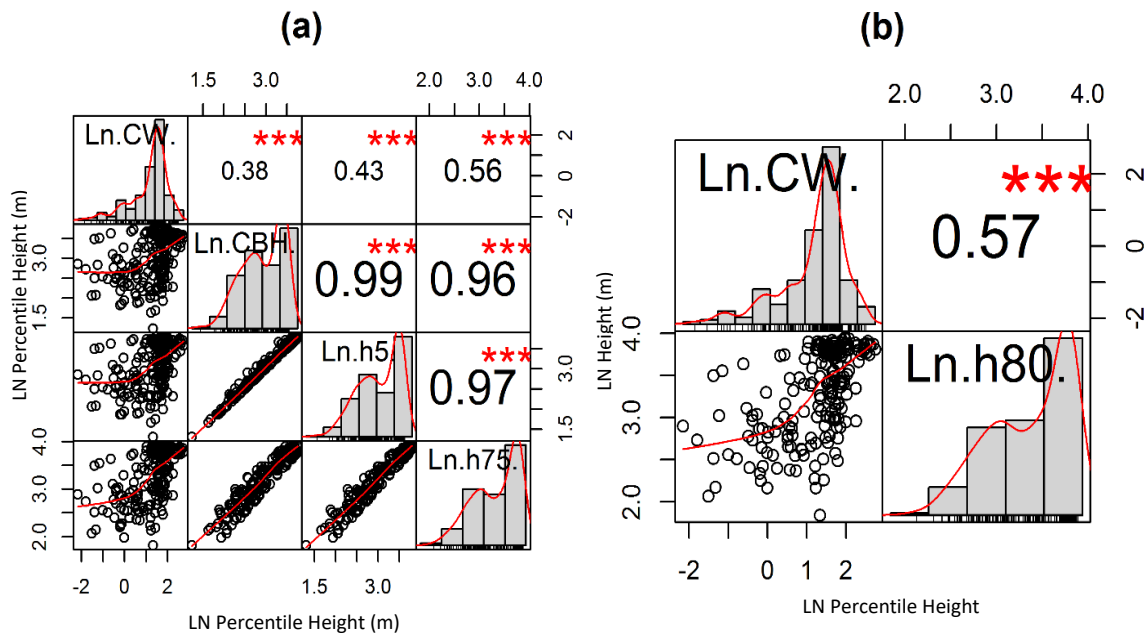 (a)
(b)
1.5 3.0
2.0 3.0 4.0
2.0 3.0 4.0
Ln.CW.
***
0.38
***
0.43
***
0.56
2
0
-2
Ln.CBH.
***
0.99
***
0.96
3.0
1.5
Ln.h5
***
0.97
3.0
1.5
Ln.h75.
4.0
3.0
2.0
-2 0 2
1.5 3.0
LN Percentile Height (m)
LN Percentile Height (m)
Ln.CW.
***
0.57
2
0
-2
LN Height (m)
4.0
3.0
2.0
Ln.h80.
-2 0 1 2
LN Percentile Height